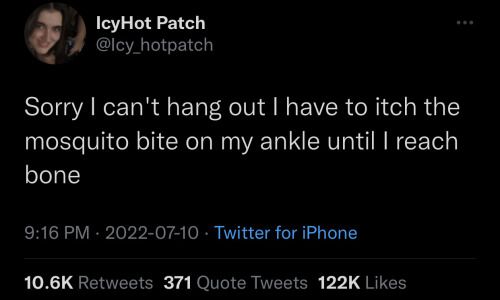 IcyHot Patch
@Icy_hotpatch
Sorry I can't hang out I have to itch the
mosquito bite on my ankle until I reach
bone
9:16 PM · 2022-07-10 · Twitter for iPhone
10.6K Retweets 371 Quote Tweets 122K Likes